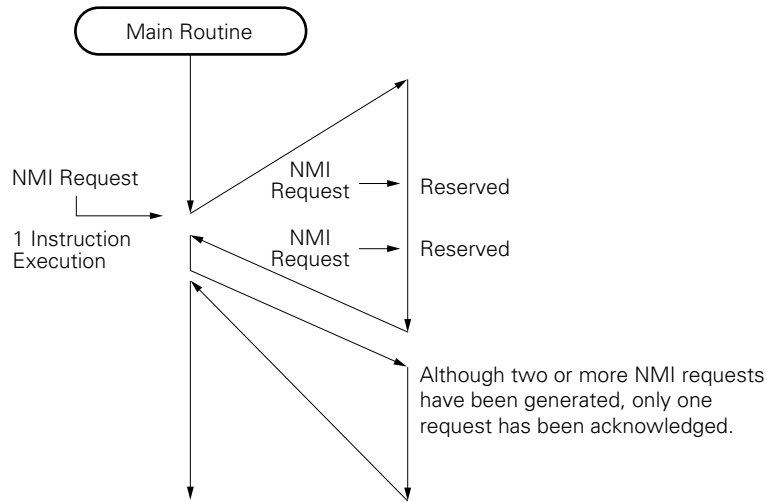 Main Routine
NMI Request
1 Instruction
Execution
NMI
Request
Reserved
NMI
Request
Reserved
Although two or more NMI requests
have been generated, only one
request has been acknowledged.